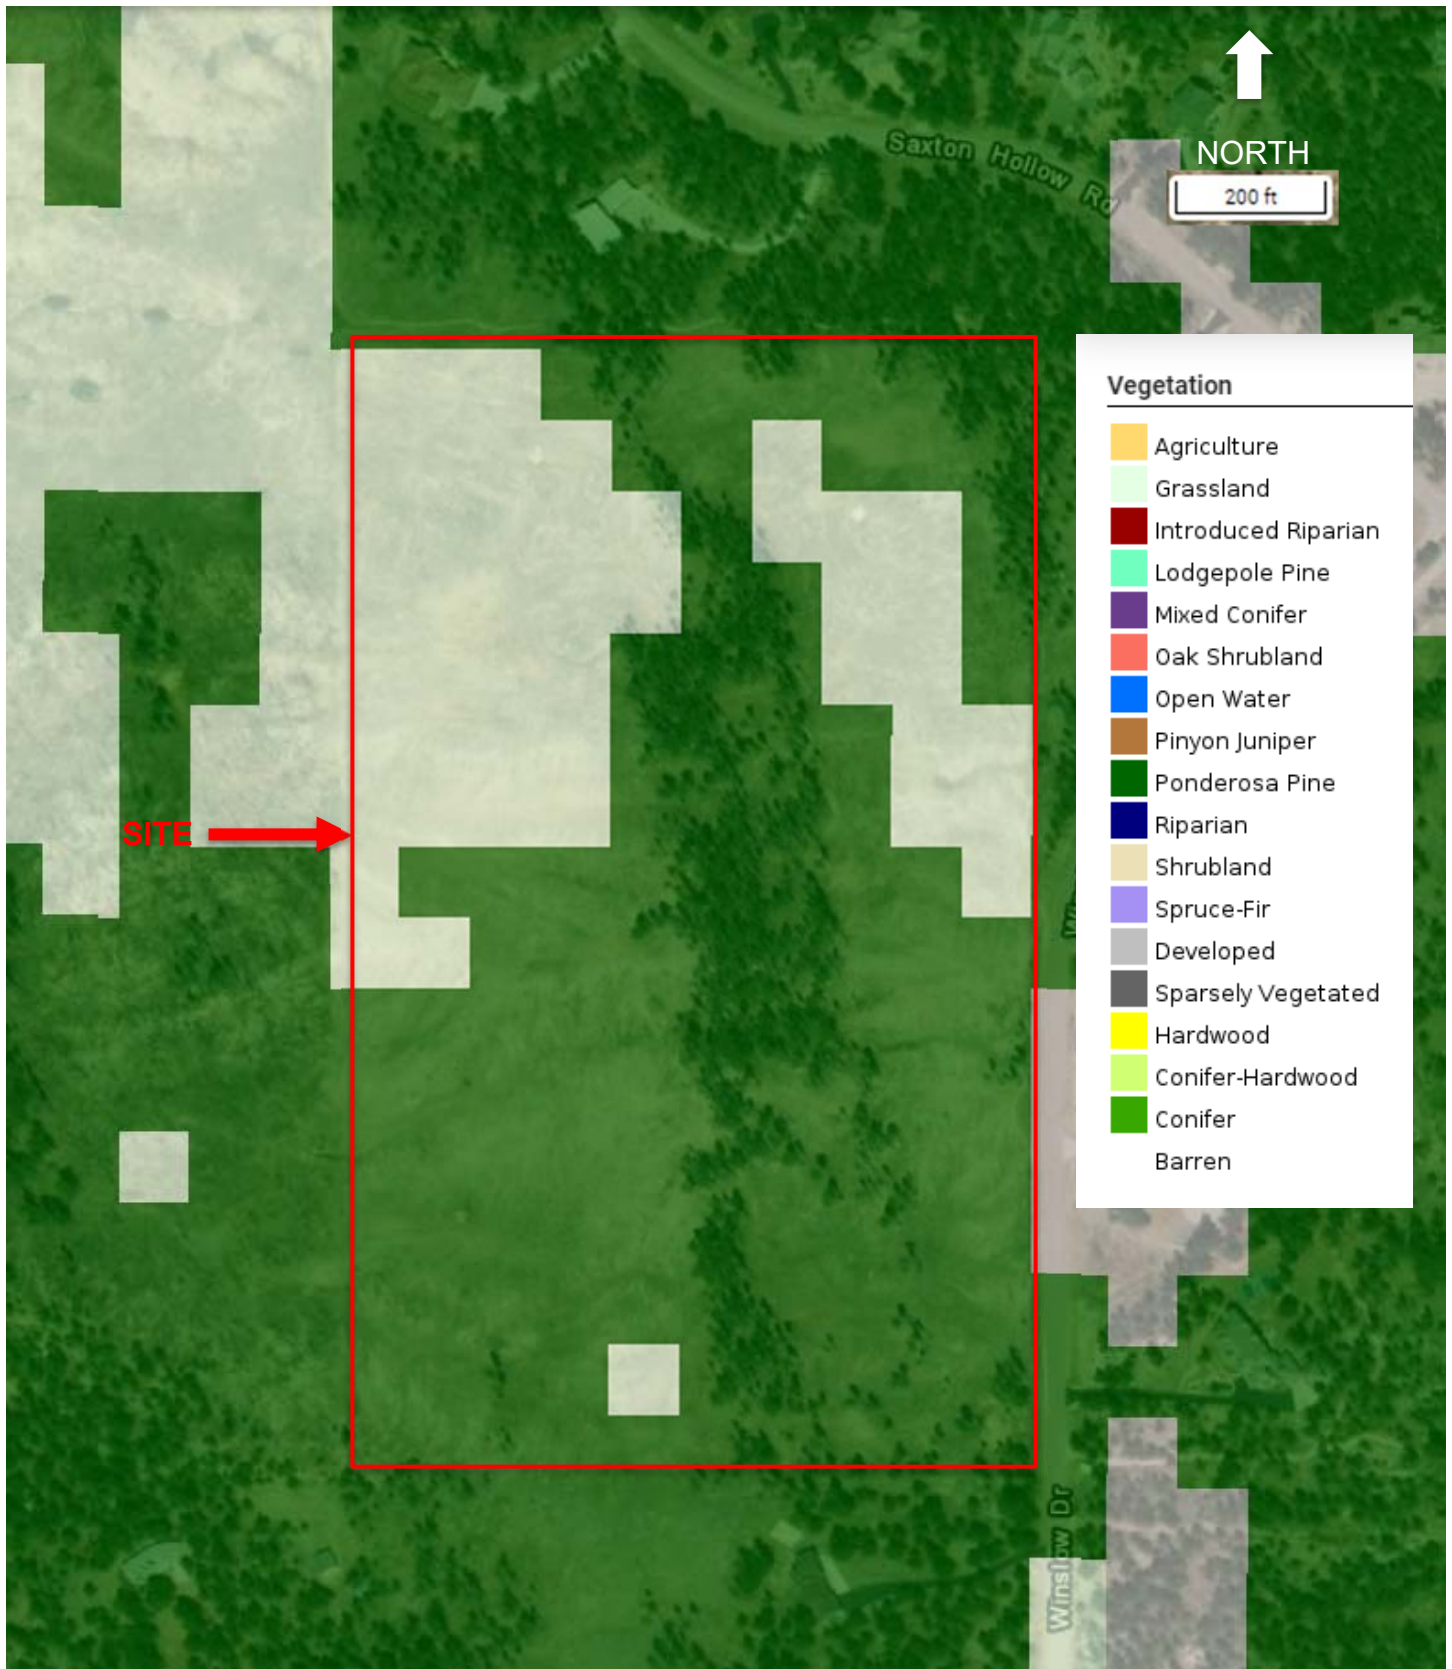 Saxton Hollow Rd
NORTH
200 ft
Vegetation
Agriculture
Grassland
Introduced Riparian
Lodgepole Pine
Mixed Conifer
Oak Shrubland
Open Water
Pinyon Juniper
Ponderosa Pine
Riparian
Shrubland
Spruce-Fir
Developed
Sparsely Vegetated
Hardwood
Conifer-Hardwood
Conifer
Barren
SITE
Winslow Dr